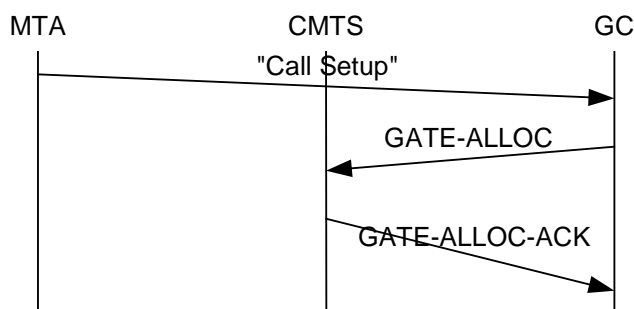 MTA CMTS GC
"Call Setup"
GATE-ALLOC
GATE-ALLOC-ACK